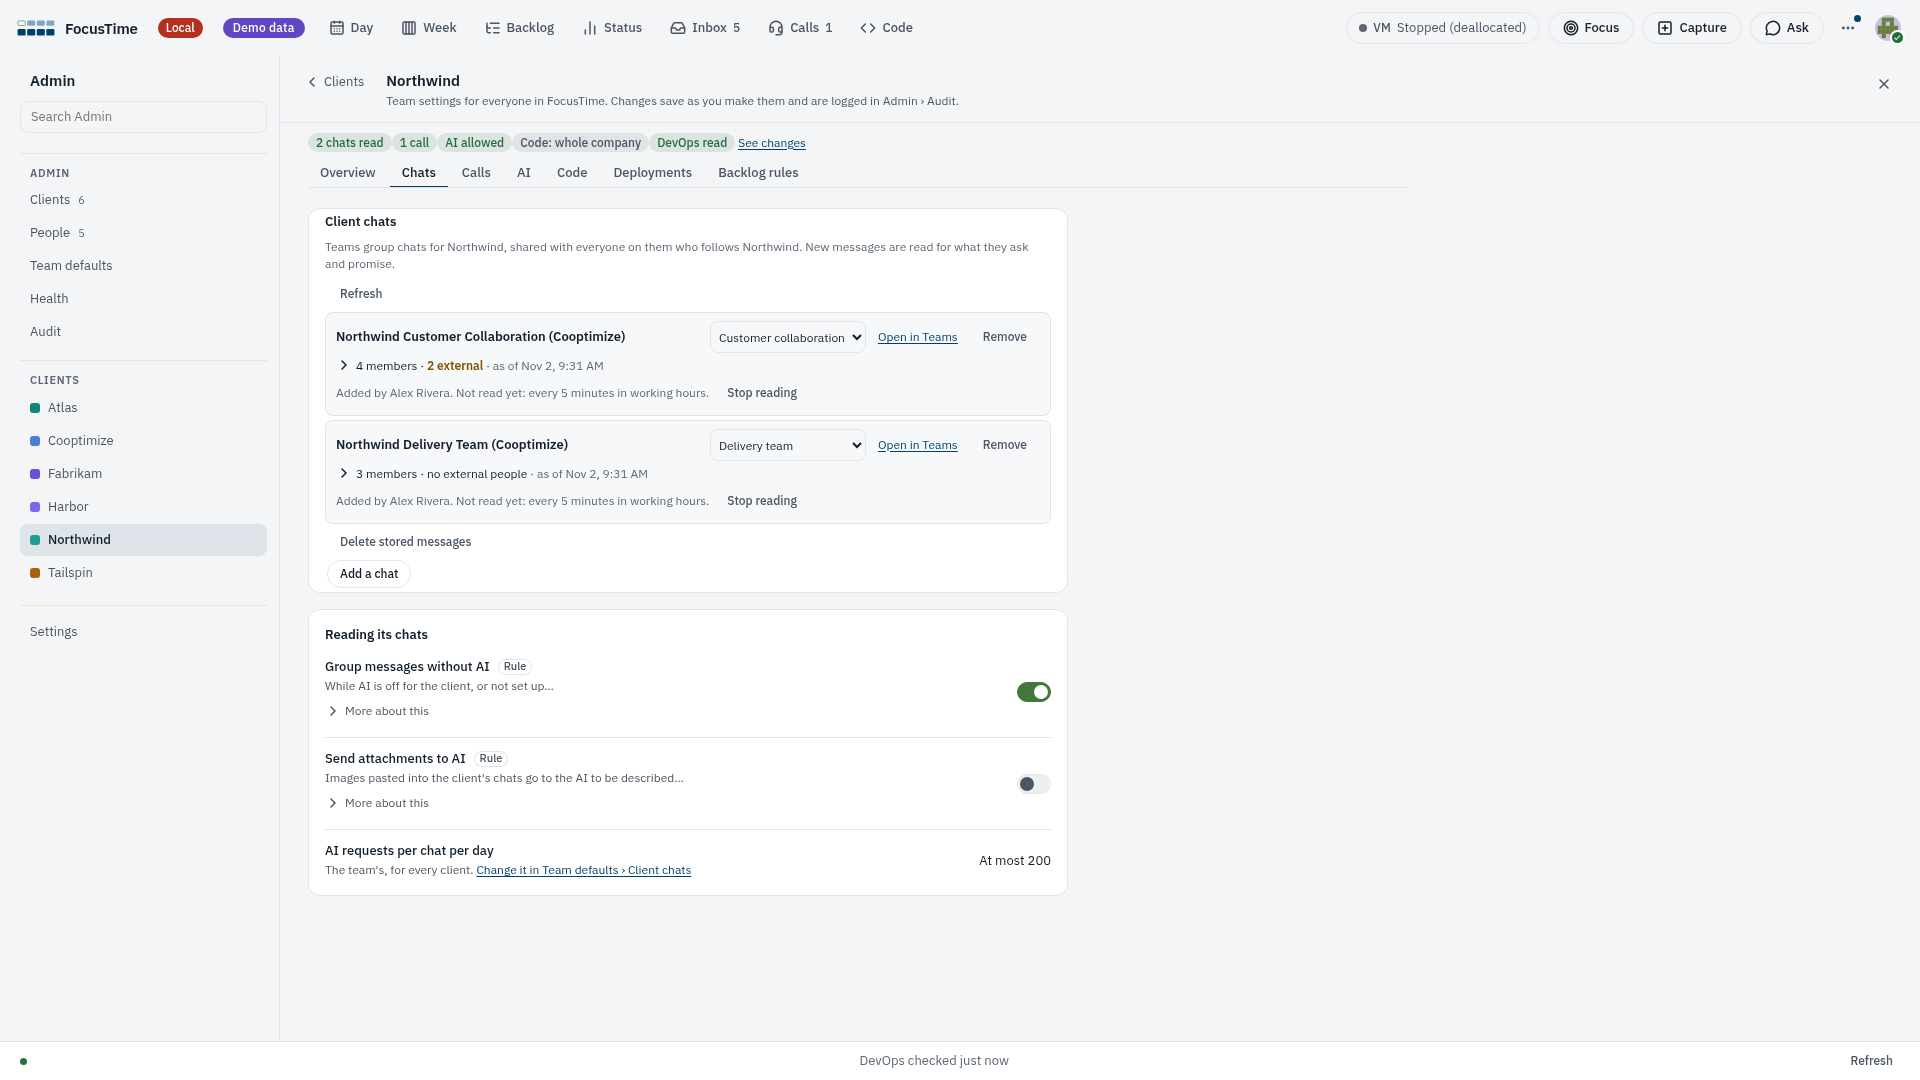 FocusTime
Local
Demo data
Day
Week
Backlog
Status
Inbox 5
Calls 1
Code
VM Stopped (deallocated)
Focus
Capture
Ask
Admin
Search Admin
ADMIN
Clients 6
People 5
Team defaults
Health
Audit
CLIENTS
Atlas
Cooptimize
Fabrikam
Harbor
Northwind
Tailspin
Settings
Clients
Northwind
Team settings for everyone in FocusTime. Changes save as you make them and are logged in Admin › Audit.
2 chats read
1 call
AI allowed
Code: whole company
DevOps read
See changes
Overview
Chats
Calls
AI
Code
Deployments
Backlog rules
Client chats
Teams group chats for Northwind, shared with everyone on them who follows Northwind. New messages are read for what they ask
and promise.
Refresh
Northwind Customer Collaboration (Cooptimize)
Customer collaboration
Open in Teams
Remove
4 members · 2 external · as of Nov 2, 9:31 AM
Added by Alex Rivera. Not read yet: every 5 minutes in working hours.
Stop reading
Northwind Delivery Team (Cooptimize)
Delivery team
Open in Teams
Remove
3 members · no external people · as of Nov 2, 9:31 AM
Added by Alex Rivera. Not read yet: every 5 minutes in working hours.
Stop reading
Delete stored messages
Add a chat
Reading its chats
Group messages without AI Rule
While AI is off for the client, or not set up...
More about this
Send attachments to AI Rule
Images pasted into the client's chats go to the AI to be described...
More about this
AI requests per chat per day
The team's, for every client. Change it in Team defaults › Client chats
At most 200
DevOps checked just now
Refresh